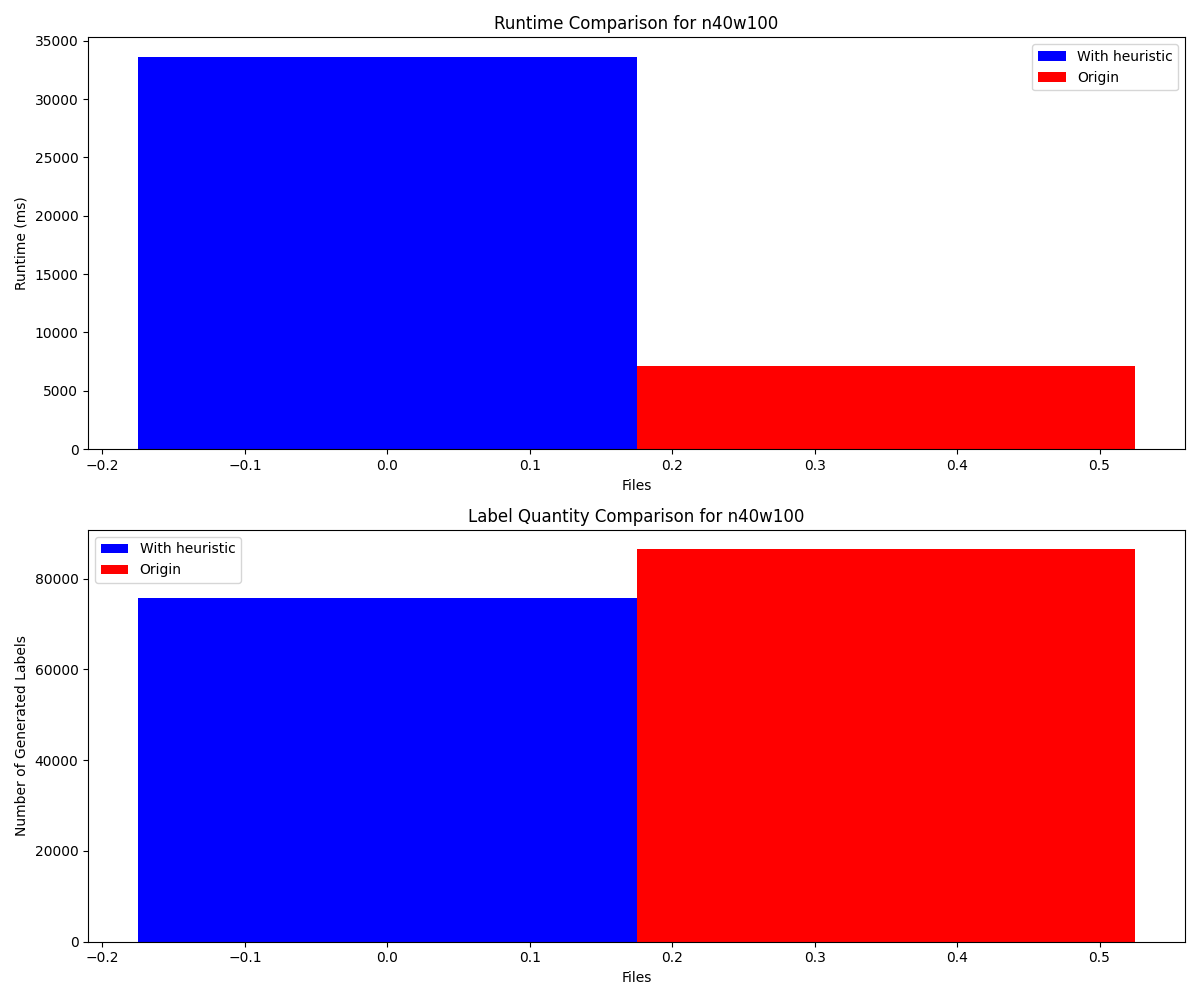 Runtime Comparison for n40w100
35000
30000
25000
20000
15000
10000
5000
0
Runtime (ms)
With heuristic
Origin
−0.2 −0.1 0.0 0.1 0.2 0.3 0.4 0.5
Files
Label Quantity Comparison for n40w100
80000
60000
40000
20000
0
Number of Generated Labels
With heuristic
Origin
−0.2 −0.1 0.0 0.1 0.2 0.3 0.4 0.5
Files